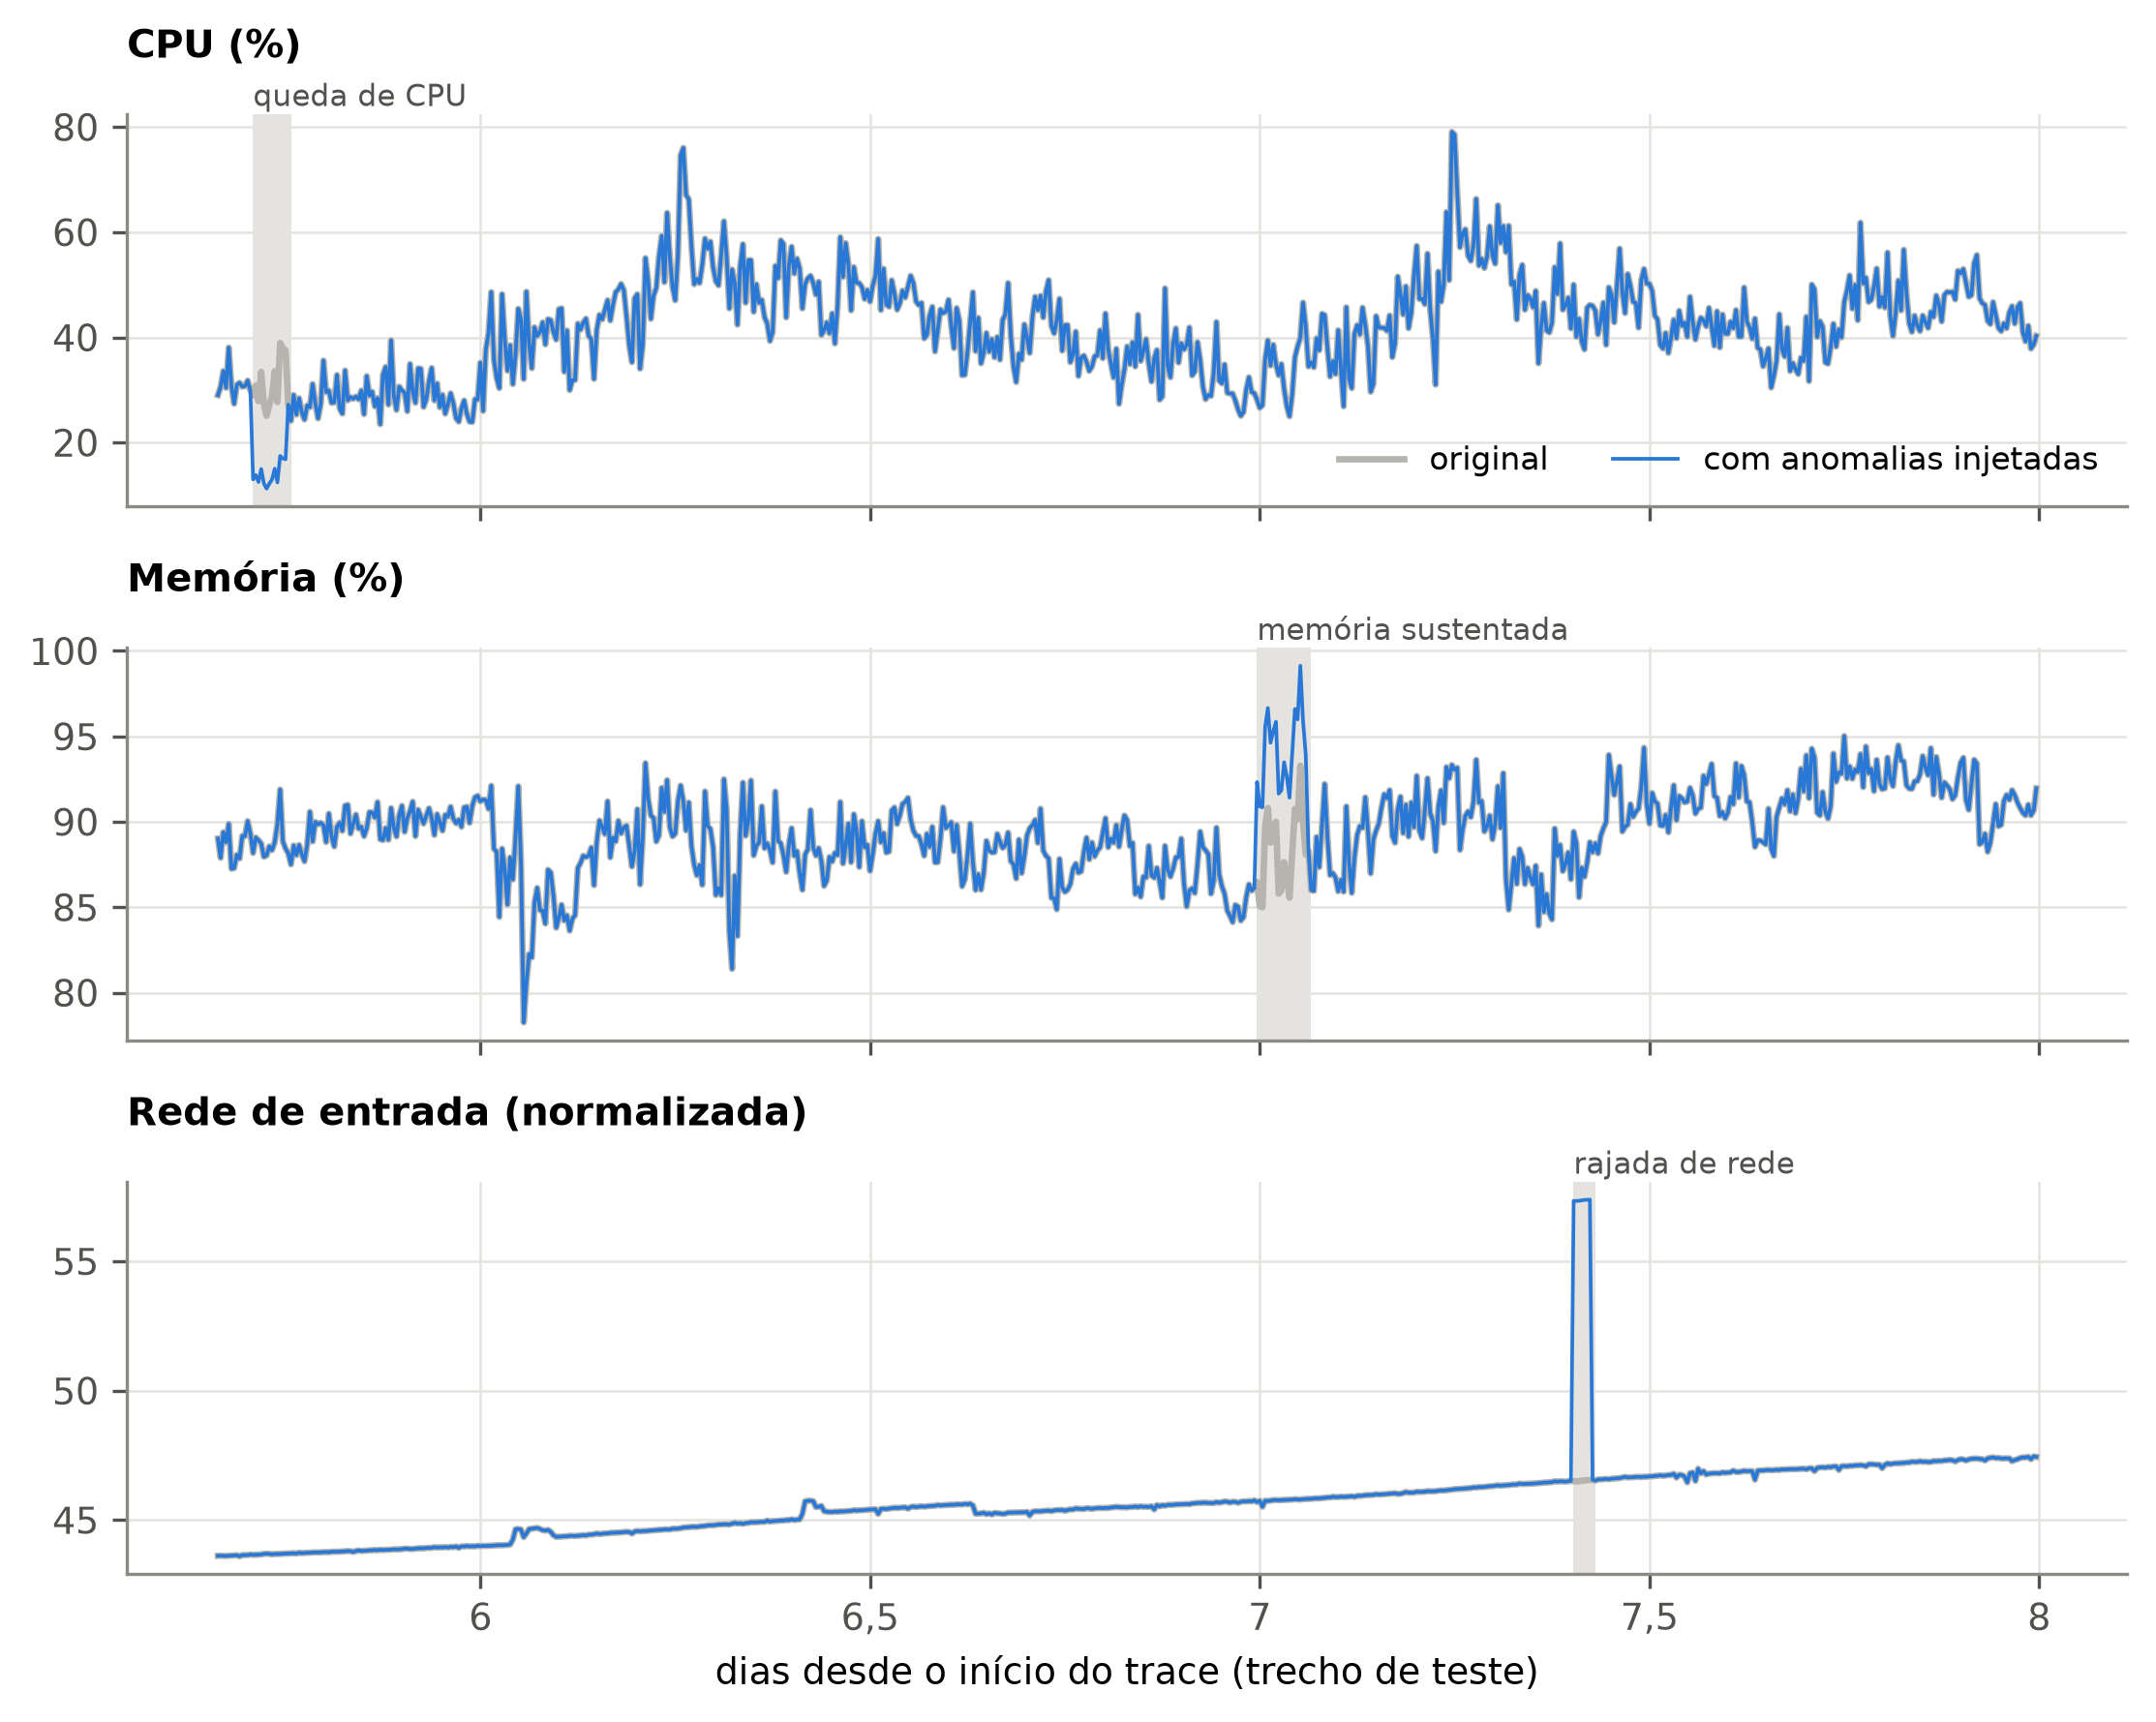 CPU (%)
queda de CPU
80
60
40
20
original
com anomalias injetadas
Memória (%)
memória sustentada
100
95
90
85
80
Rede de entrada (normalizada)
rajada de rede
55
50
45
6
6,5
7
7,5
8
dias desde o início do trace (trecho de teste)